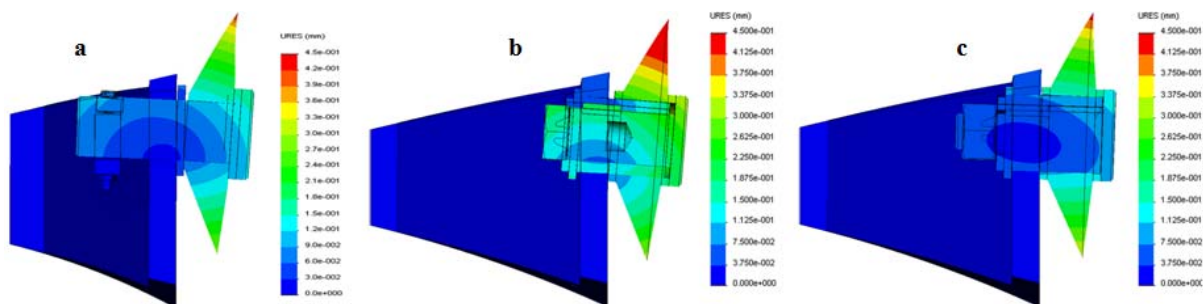 a
URES (mm)
4.5e-001
4.2e-001
3.9e-001
3.6e-001
3.3e-001
3.0e-001
2.7e-001
2.4e-001
2.1e-001
1.8e-001
1.5e-001
1.2e-001
9.0e-002
6.0e-002
3.0e-002
0.0e+000
b
URES (mm)
4.500e-001
4.125e-001
3.750e-001
3.375e-001
3.000e-001
2.625e-001
2.250e-001
1.875e-001
1.500e-001
1.125e-001
7.500e-002
3.750e-002
0.000e+000
c
URES (mm)
4.500e-001
4.125e-001
3.750e-001
3.375e-001
3.000e-001
2.625e-001
2.250e-001
1.875e-001
1.500e-001
1.125e-001
7.500e-002
3.750e-002
0.000e+000